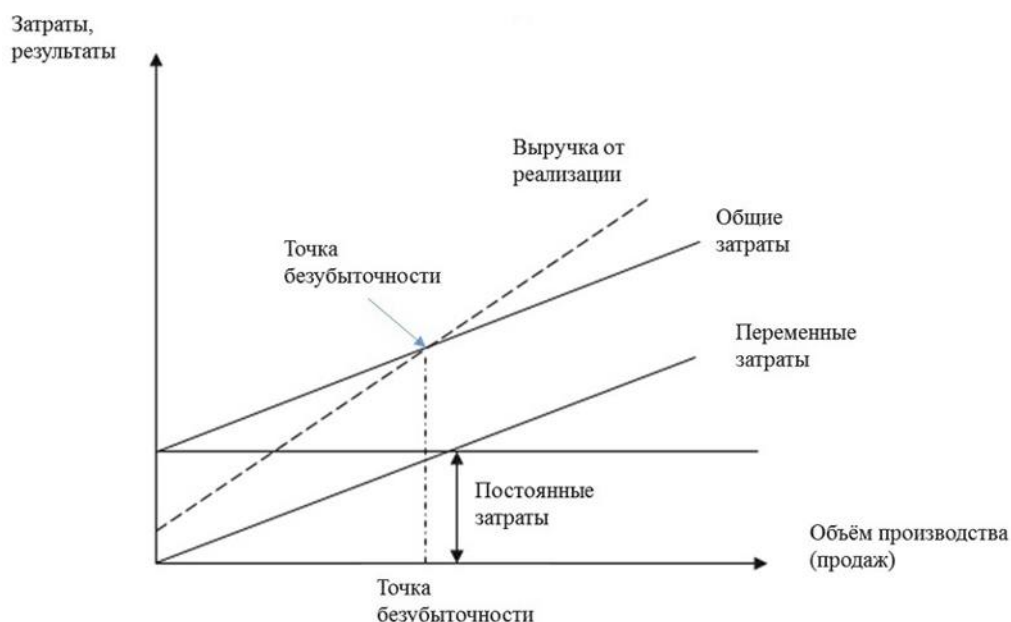 Затраты,
результаты
Выручка от
реализации
Общие
затраты
Точка
безубыточности
Переменные
затраты
Постоянные
затраты
Объём производства
(продаж)
Точка
безубыточности